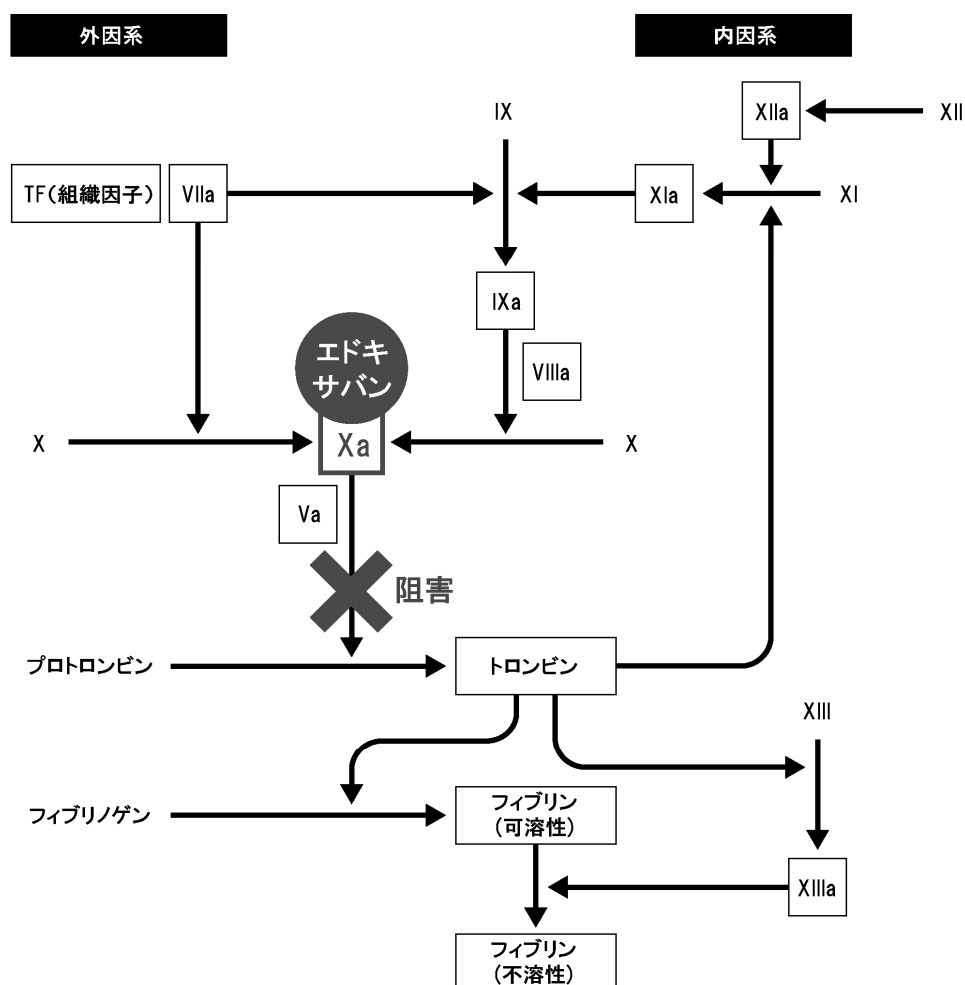 外因系
内因系
IX
XIIa
XII
TF(組織因子)
VIIa
XIa
XI
IXa
エドキ
サバン
VIIIa
X
Xa
X
Va
阻害
プロトロンビン
トロンビン
XIII
フィブリノゲン
フィブリン
(可溶性)
XIIIa
フィブリン
(不溶性)